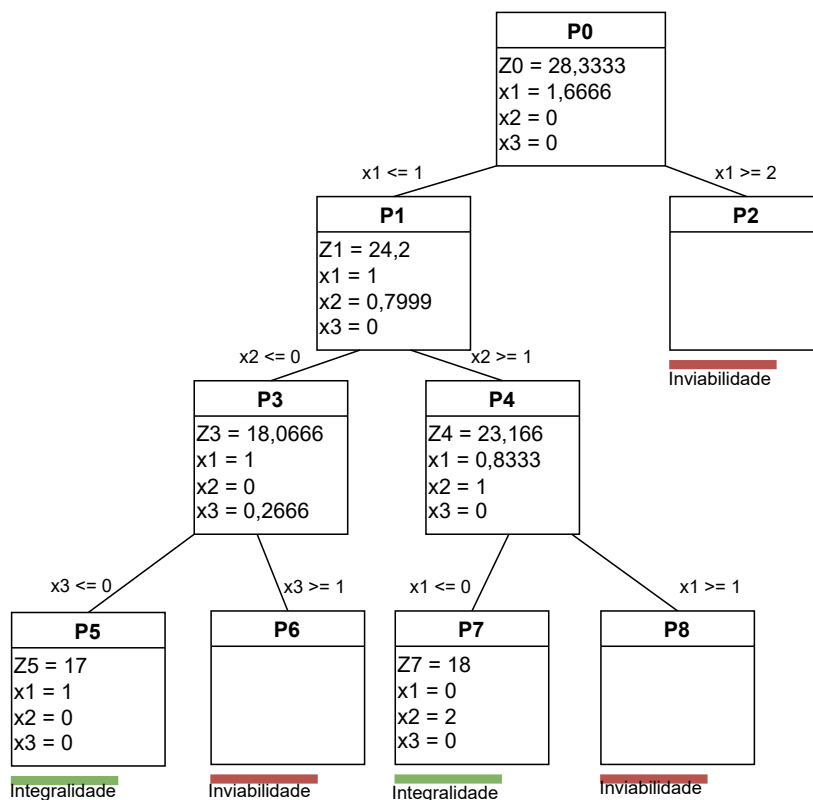 P0
Z0 = 28,3333
x1 = 1,6666
x2 = 0
x3 = 0
x1 <= 1
x1 >= 2
P1
Z1 = 24,2
x1 = 1
x2 = 0,7999
x3 = 0
P2
Inviabilidade
x2 <= 0
x2 >= 1
P3
Z3 = 18,0666
x1 = 1
x2 = 0
x3 = 0,2666
P4
Z4 = 23,166
x1 = 0,8333
x2 = 1
x3 = 0
x3 <= 0
x3 >= 1
x1 <= 0
x1 >= 1
P5
Z5 = 17
x1 = 1
x2 = 0
x3 = 0
Integralidade
P6
Inviabilidade
P7
Z7 = 18
x1 = 0
x2 = 2
x3 = 0
Integralidade
P8
Inviabilidade